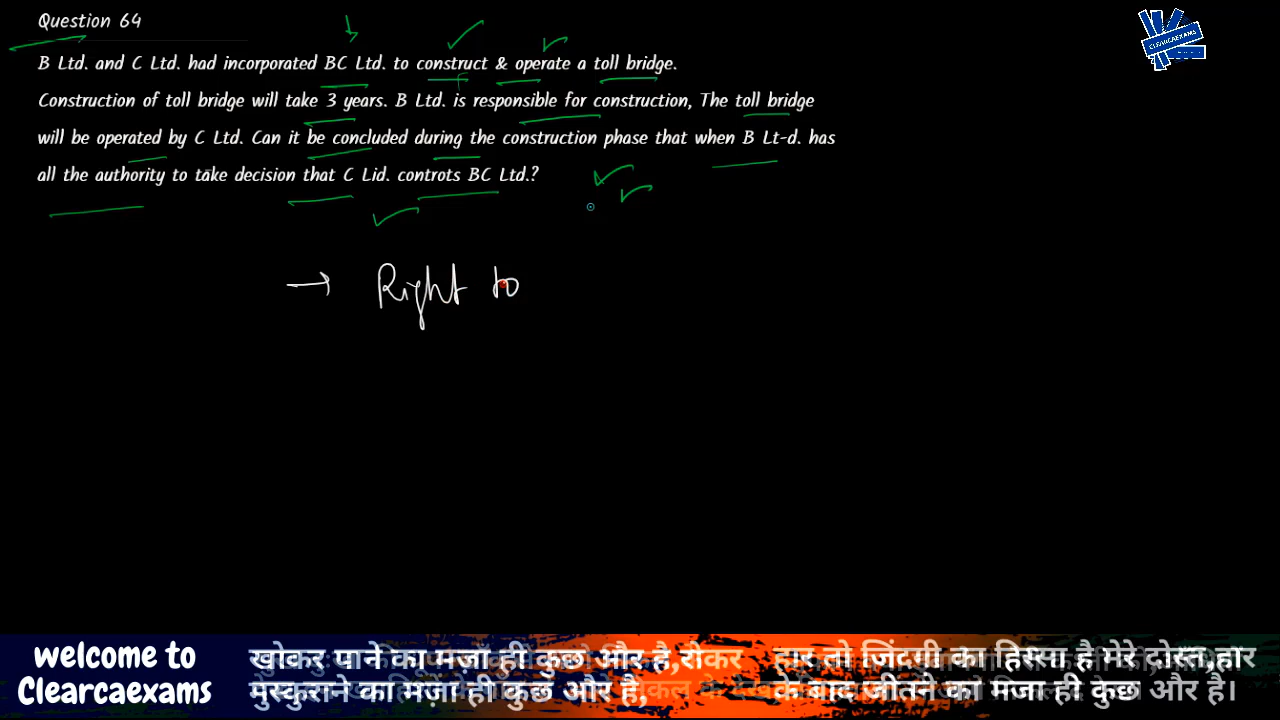 Question 64
CLEARCAEXAMS
B Ltd. and C Ltd. had incorporated BC Ltd. to construct & operate a toll bridge.
Construction of toll bridge will take 3 years. B Ltd. is responsible for construction, The toll bridge
will be operated by C Ltd. Can it be concluded during the construction phase that when B Lt-d. has
all the authority to take decision that C Lid. controts BC Ltd.?
→ Right to
welcome to
Clearcaexams
खोकर पाने का मज़ा ही कुछ और है,रोकर
मुस्कुराने का मज़ा ही कुछ और है,
हार तो जिंदगी का हिस्सा है मेरे दोस्त,हार
के बाद जीतने का मजा ही कुछ और है।